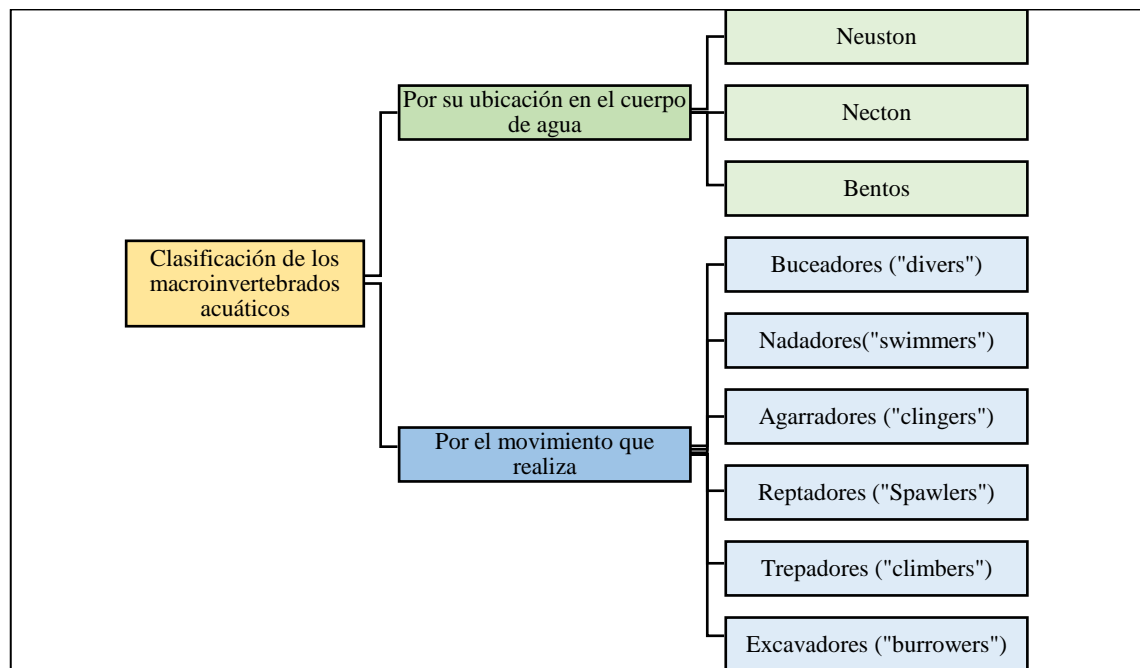 Clasificación de los
macroinvertebrados
acuáticos
Por su ubicación en el cuerpo
de agua
Neuston
Necton
Bentos
Por el movimiento que
realiza
Buceadores ("divers")
Nadadores("swimmers")
Agarradores ("clingers")
Reptadores ("Spawlers")
Trepadores ("climbers")
Excavadores ("burrowers")